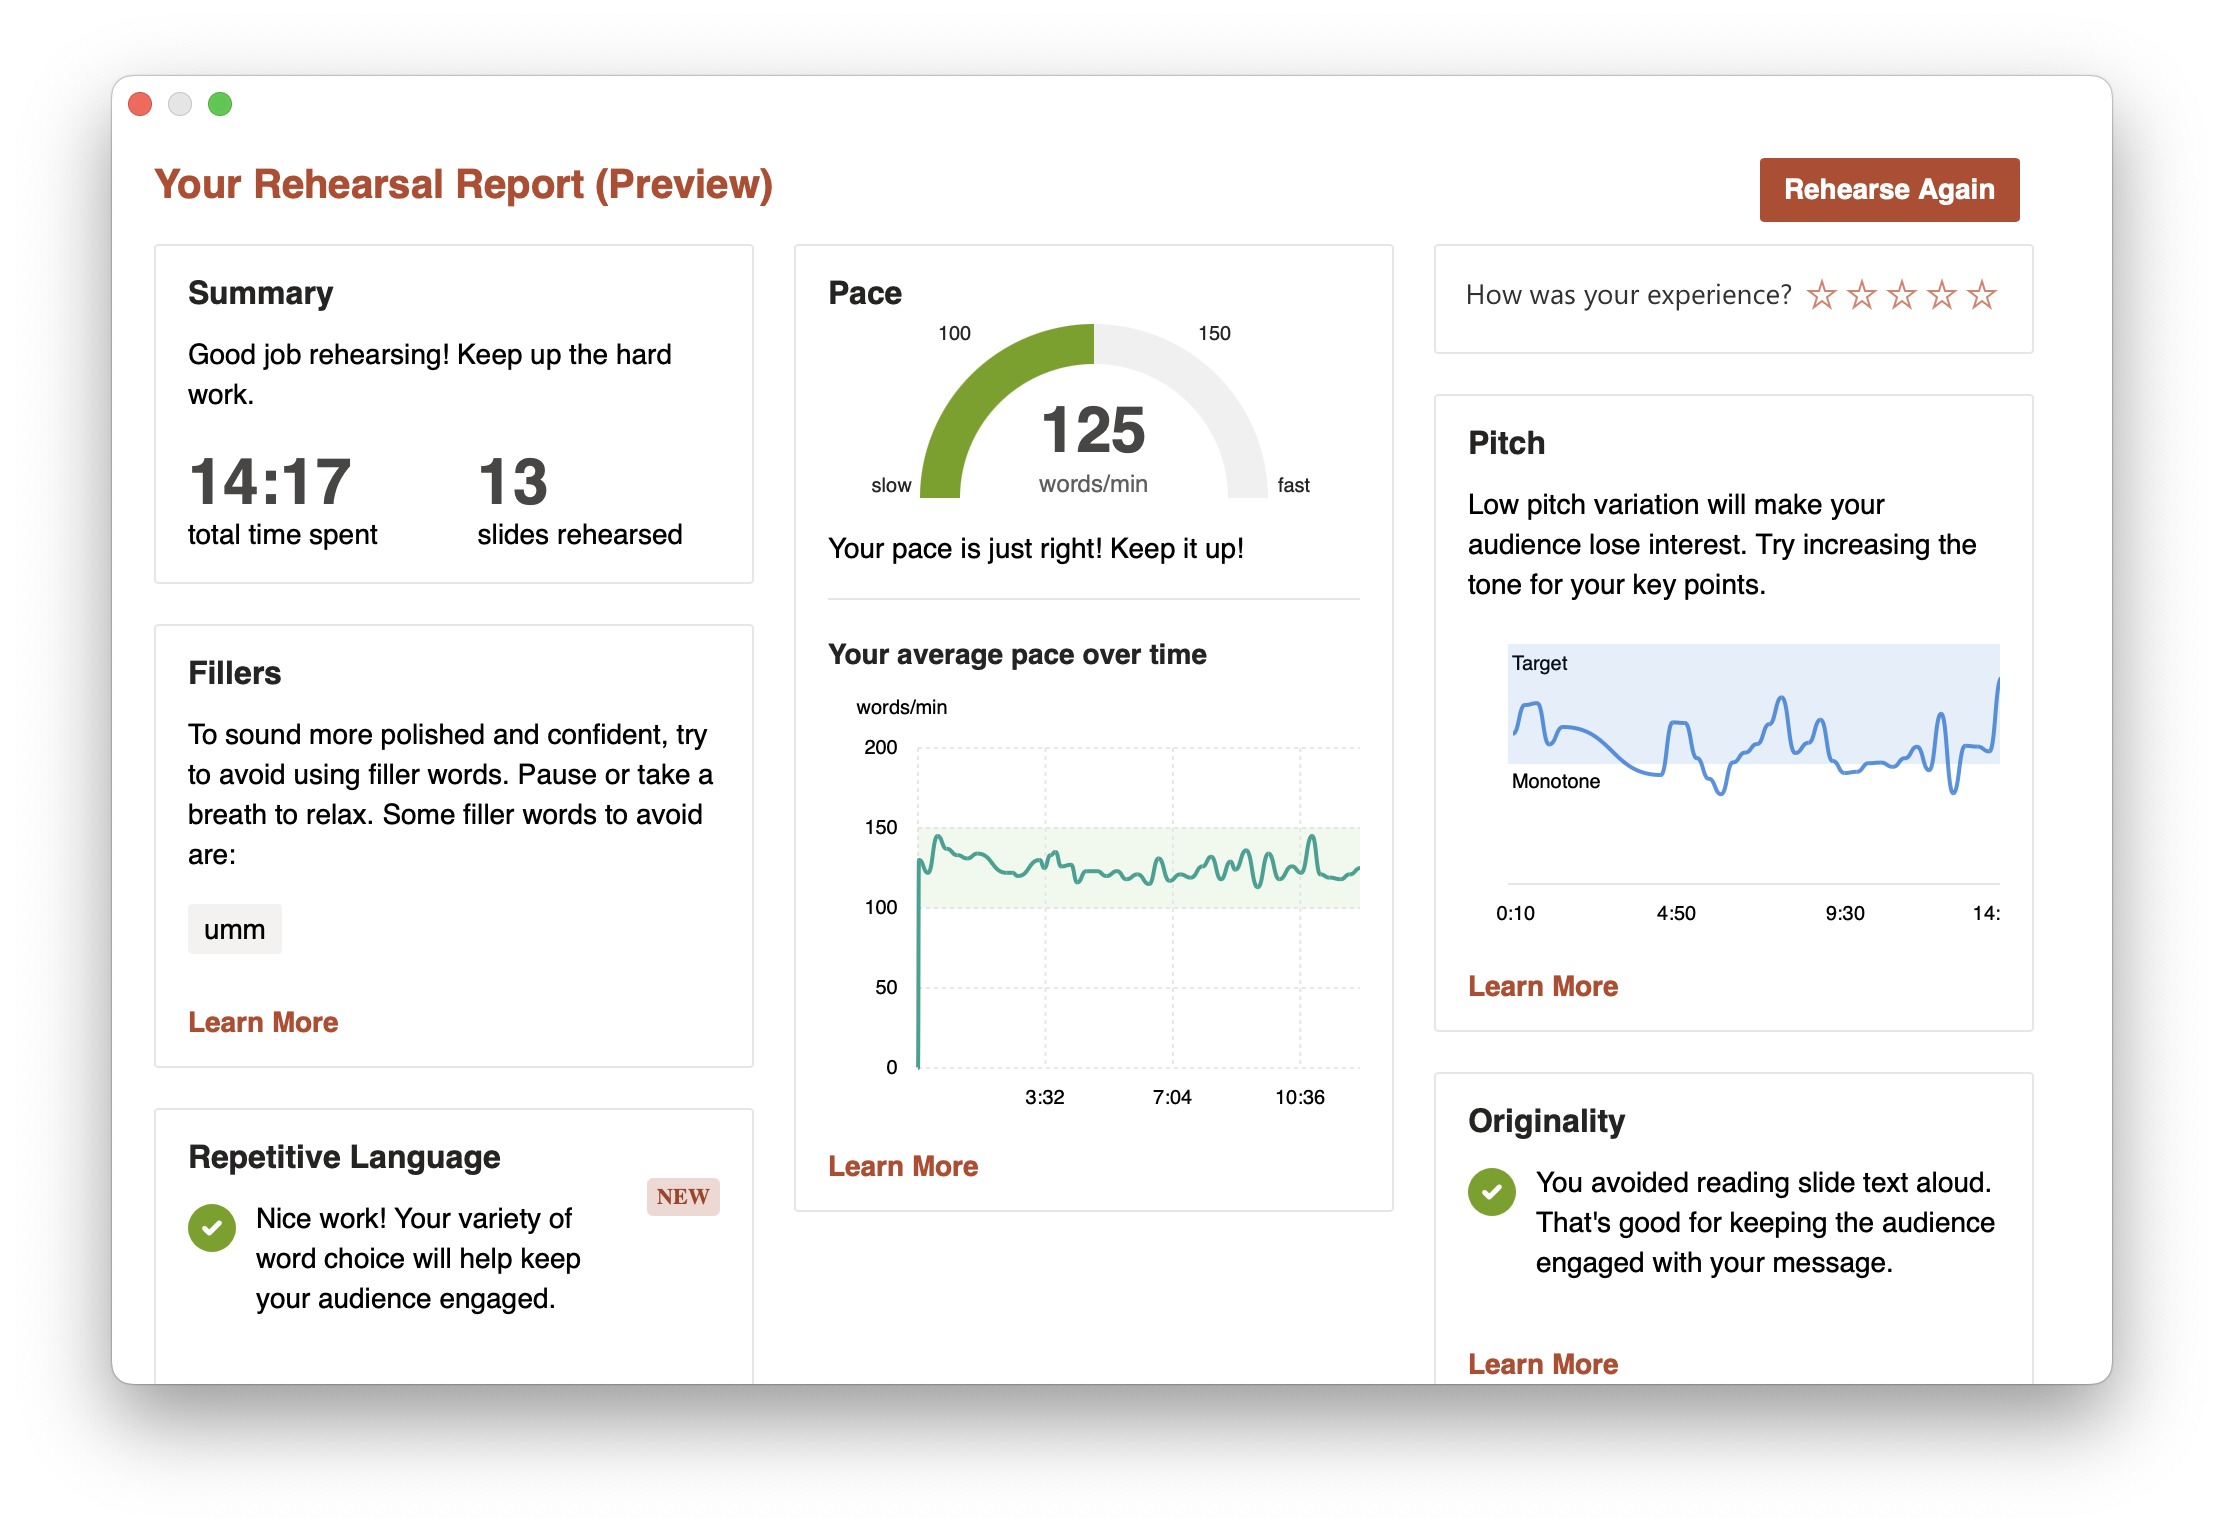 Your Rehearsal Report (Preview)
Rehearse Again
Summary
Good job rehearsing! Keep up the hard
work.
14:17
total time spent
13
slides rehearsed
Fillers
To sound more polished and confident, try
to avoid using filler words. Pause or take a
breath to relax. Some filler words to avoid
are:
umm
Learn More
Repetitive Language
NEW
Nice work! Your variety of
word choice will help keep
your audience engaged.
Pace
100
150
125
slow
words/min
fast
Your pace is just right! Keep it up!
Your average pace over time
words/min
200
150
100
50
0
3:32
7:04
10:36
Learn More
How was your experience?
Pitch
Low pitch variation will make your
audience lose interest. Try increasing the
tone for your key points.
Target
Monotone
0:10
4:50
9:30
14:
Learn More
Originality
You avoided reading slide text aloud.
That's good for keeping the audience
engaged with your message.
Learn More